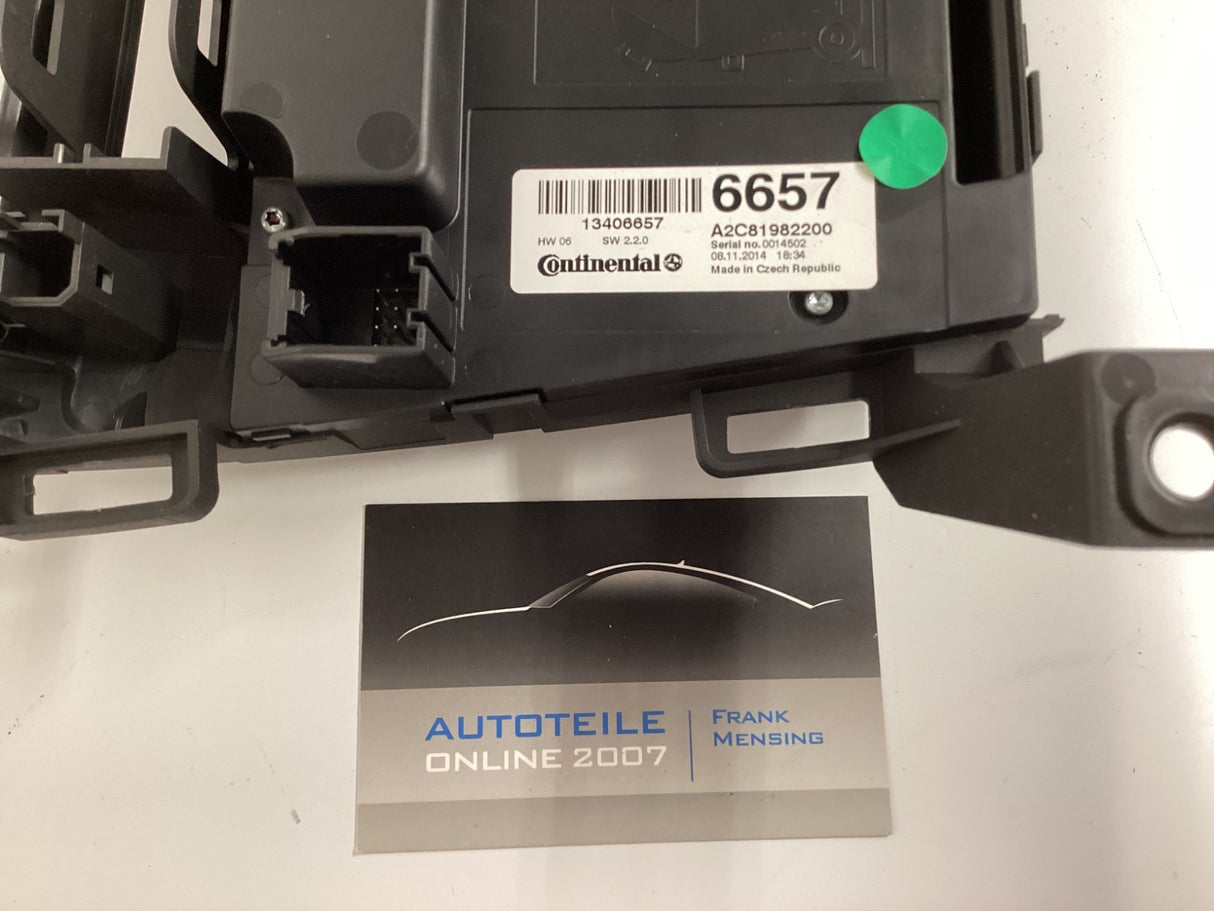 6657
13406657
A2C81982200
HW 06 SW 2.2.0
Serial no. 0014502
08.11.2014 18:34
Continental
Made in Czech Republic
AUTOTEILE
ONLINE 2007
FRANK
MENSING